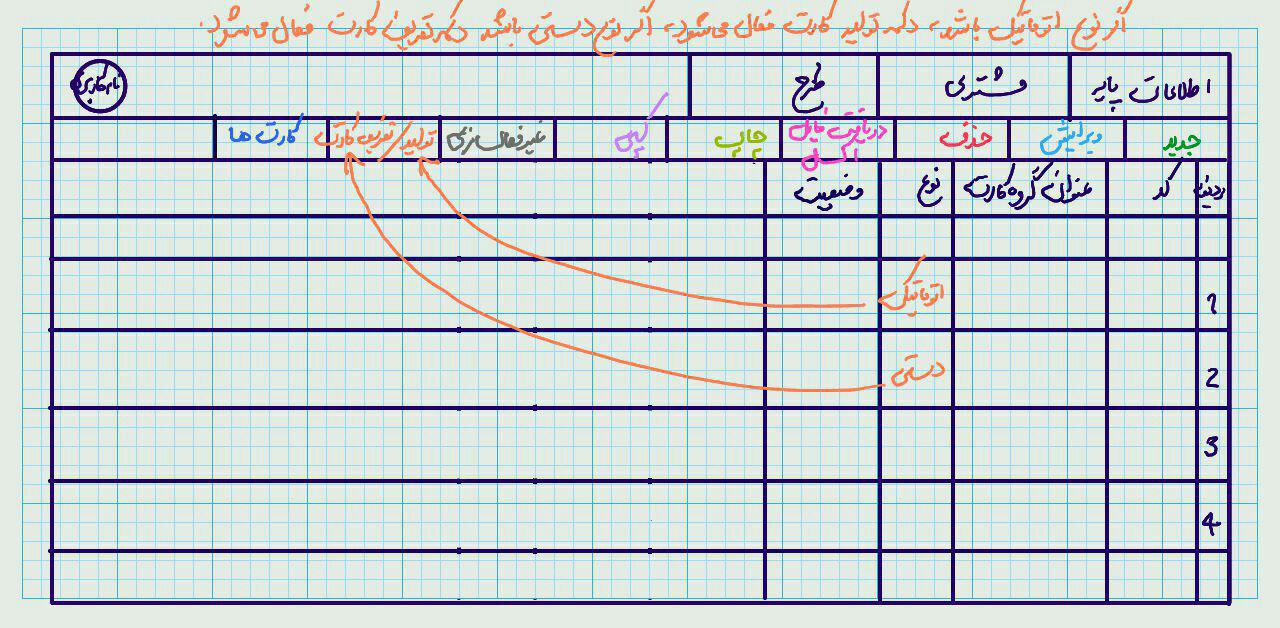 اگر نوع اتوماتیک باشد، دکمه تولید کارت فعال می‌شود، اگر نوع دستی باشد دکمه تعریف کارت فعال می‌شود.
اطلاعات پایه مشتری طرح نام کاربری
جدید ویرایش حذف دریافت فایل اکسل چاپ کپی غیرفعال سازی تولید/تعریف کارت کارت ها
ردیف کد عنوان گروه کارت نوع وضعیت
1 اتوماتیک
2 دستی
3
4